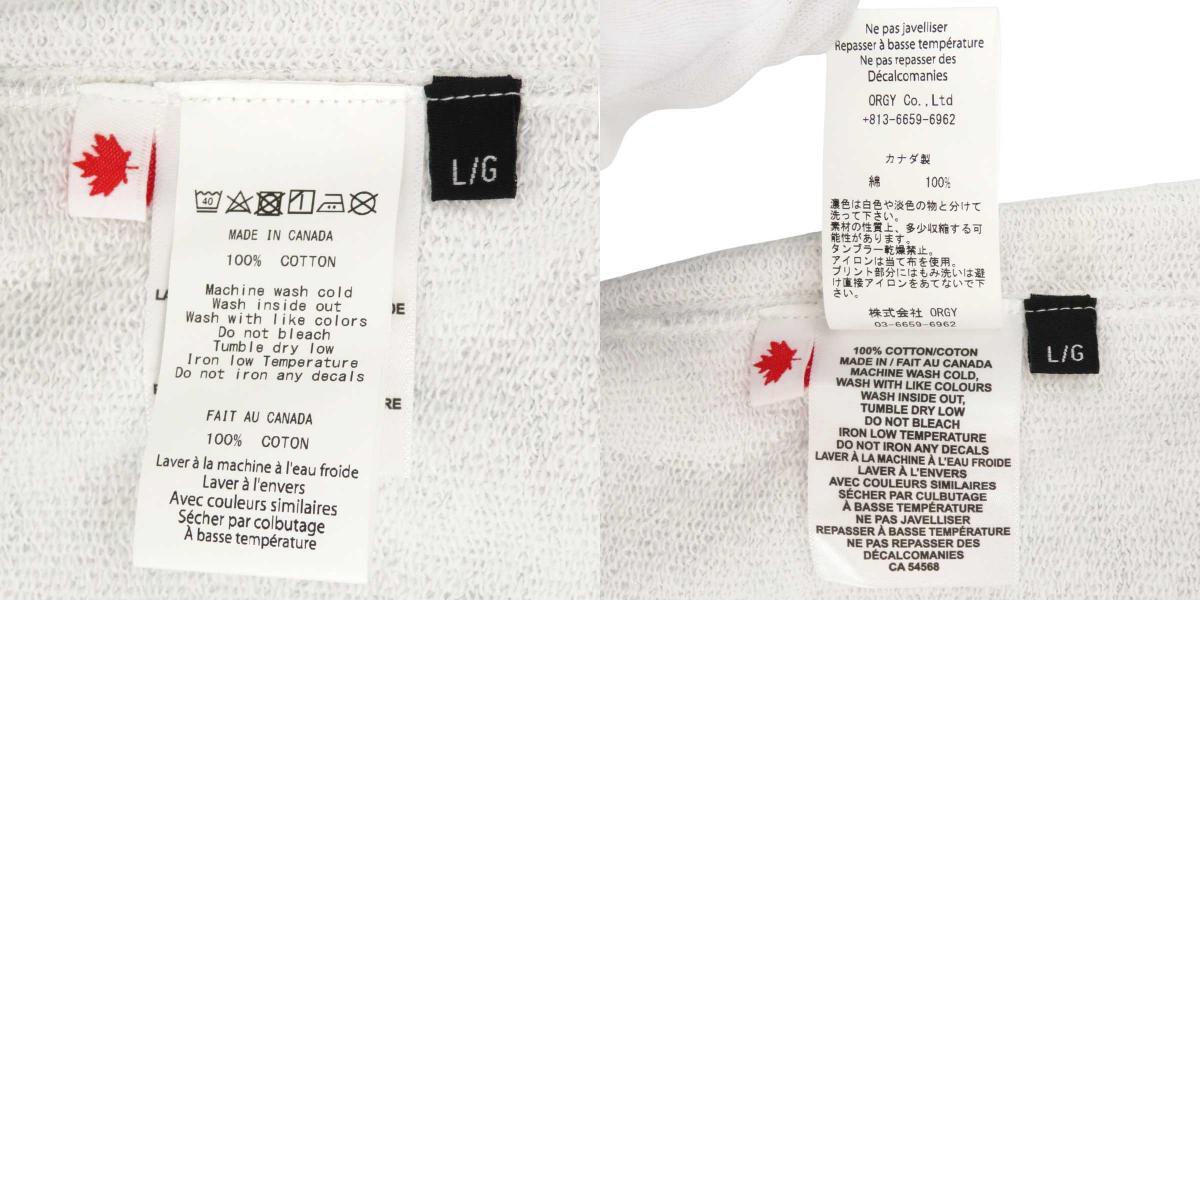 L/G
40
1
MADE IN CANADA
100% COTTON
Machine wash cold
Wash inside out
Wash with like colors
Do not bleach
Tumble dry low
Iron low Temperature
Do not iron any decals
FAIT AU CANADA
100% COTON
Laver à la machine à l'eau froide
Laver à l'envers
Avec couleurs similaires
Sécher par colbutage
À basse température
LA
DE
RE
Ne pas javelliser
Repasser à basse température
Ne pas repasser des
Décalcomanies
ORGY Co.,Ltd
+813-6659-6962
カナダ製
綿 100%
濃色は白色や淡色の物と分けて
洗って下さい。
素材の性質上、多少収縮する可
能性があります。
タンブラー乾燥禁止。
アイロンは当て布を使用。
プリント部分にはもみ洗いは避
け直接アイロンをあてないで下
さい。
株式会社 ORGY
03-6659-6962
L/G
100% COTTON/COTON
MADE IN / FAIT AU CANADA
MACHINE WASH COLD,
WASH WITH LIKE COLOURS
WASH INSIDE OUT,
TUMBLE DRY LOW
DO NOT BLEACH
IRON LOW TEMPERATURE
DO NOT IRON ANY DECALS
LAVER À LA MACHINE À L'EAU FROIDE
LAVER À L'ENVERS
AVEC COULEURS SIMILAIRES
SÉCHER PAR CULBUTAGE
À BASSE TEMPÉRATURE
NE PAS JAVELLISER
REPASSER À BASSE TEMPÉRATURE
NE PAS REPASSER DES
DÉCALCOMANIES
CA 54568